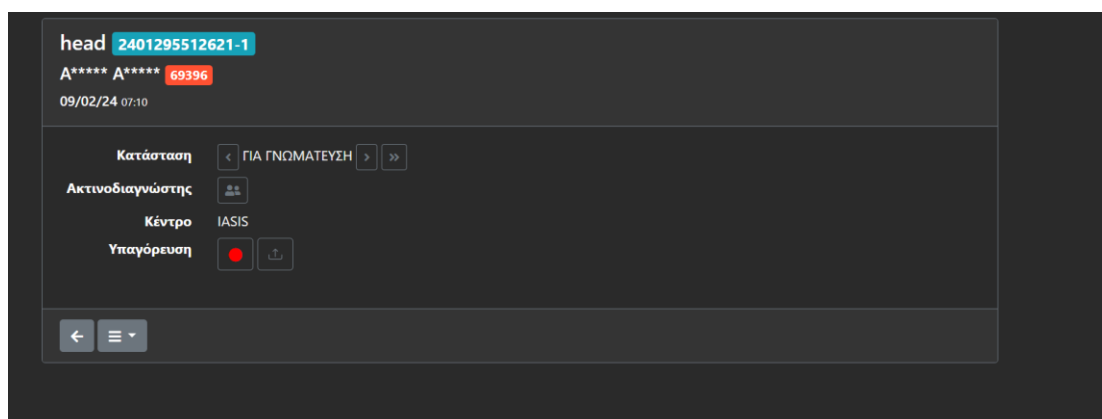 head 2401295512621-1
A***** A***** 69396
09/02/24 07:10
Κατάσταση < ΓΙΑ ΓΝΩΜΑΤΕΥΣΗ > »
Ακτινοδιαγνώστης
Κέντρο IASIS
Υπαγόρευση